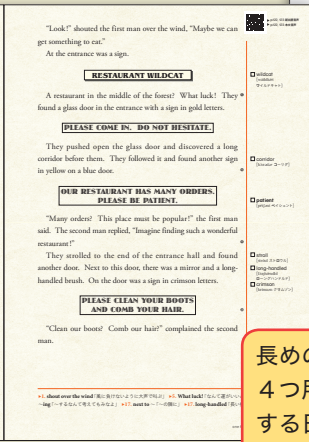 "Look!" shouted the first man over the wind, "Maybe we can
get something to eat."
At the entrance was a sign.
RESTAURANT WILDCAT
A restaurant in the middle of the forest? What luck! They
found a glass door in the entrance with a sign in gold letters.
PLEASE COME IN. DO NOT HESITATE.
They pushed open the glass door and discovered a long
corridor before them. They followed it and found another sign
in yellow on a blue door.
OUR RESTAURANT HAS MANY ORDERS.
PLEASE BE PATIENT.
"Many orders? This place must be popular!" the first man
said. The second man replied, "Imagine finding such a wonderful
restaurant!"
They strolled to the end of the entrance hall and found
another door. Next to this door, there was a mirror and a long-
handled brush. On the door was a sign in crimson letters.
PLEASE CLEAN YOUR BOOTS
AND COMB YOUR HAIR.
"Clean our boots? Comb our hair?" complained the second
man.
wildcat
corridor
patient
stroll
long-handled
crimson
shout over the wind
What luck!
next to
long-handled
長めの
4つ
する